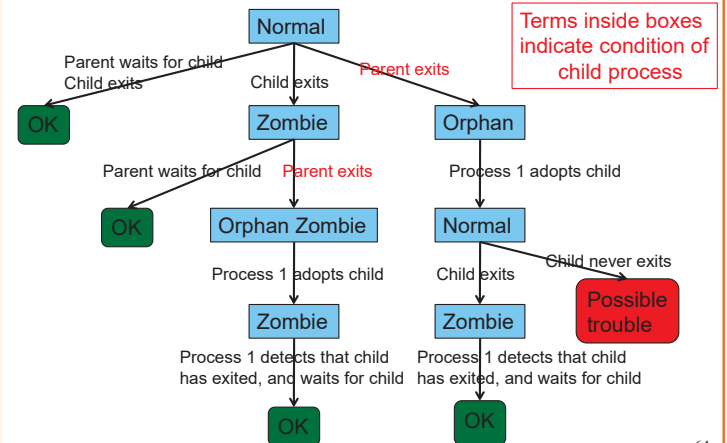 Normal
Terms inside boxes
indicate condition of
child process
Parent waits for child
Child exits
Child exits
Parent exits
OK
Zombie
Orphan
Parent waits for child
Parent exits
Process 1 adopts child
OK
Orphan Zombie
Normal
Process 1 adopts child
Child exits
Child never exits
Zombie
Zombie
Possible
trouble
Process 1 detects that child
has exited, and waits for child
Process 1 detects that child
has exited, and waits for child
OK
OK